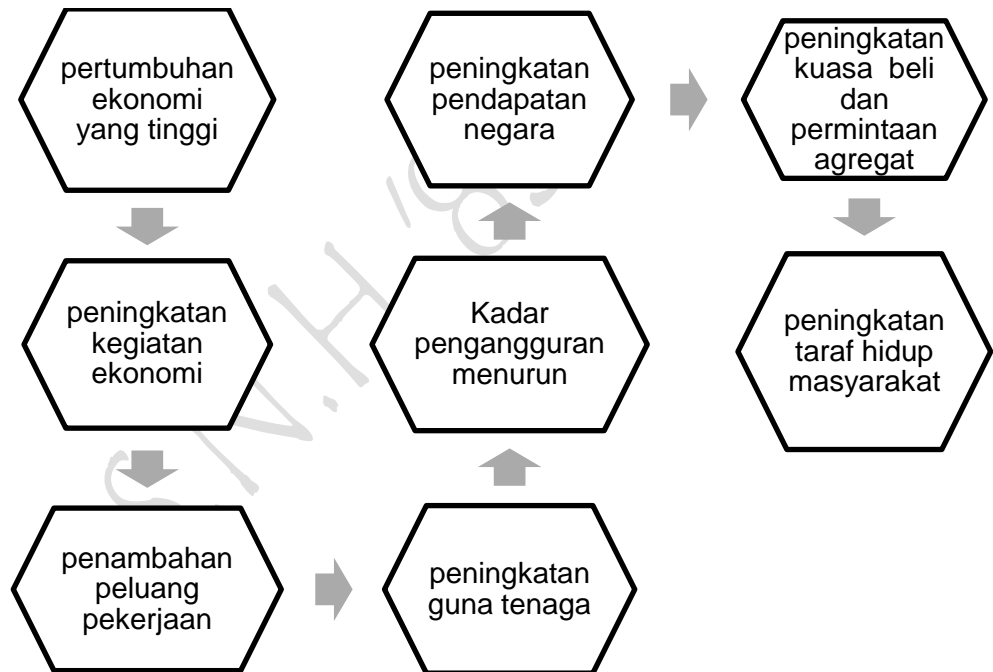 pertumbuhan
ekonomi
yang tinggi
peningkatan
kegiatan
ekonomi
penambahan
peluang
pekerjaan
peningkatan
guna tenaga
Kadar
pengangguran
menurun
peningkatan
pendapatan
negara
peningkatan
kuasa beli
dan
permintaan
agregat
peningkatan
taraf hidup
masyarakat